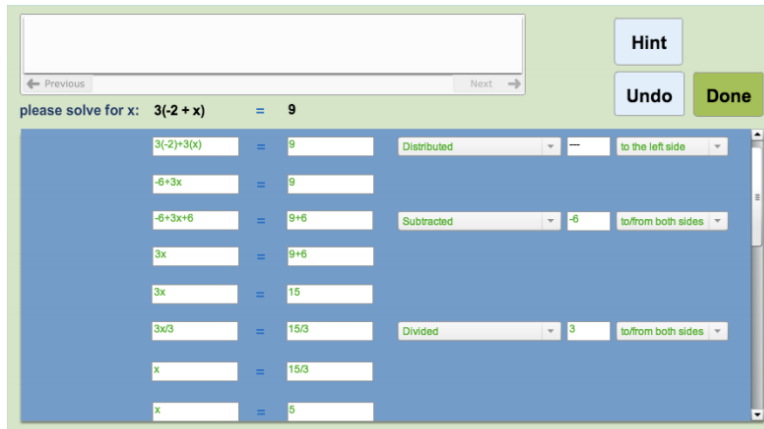 Hint
Previous
Next
Undo
Done
please solve for x: 3(-2 + x) = 9
3(-2)+3(x) = 9 Distributed --- to the left side
-6+3x = 9
-6+3x+6 = 9+6 Subtracted -6 to/from both sides
3x = 9+6
3x = 15
3x/3 = 15/3 Divided 3 to/from both sides
x = 15/3
x = 5